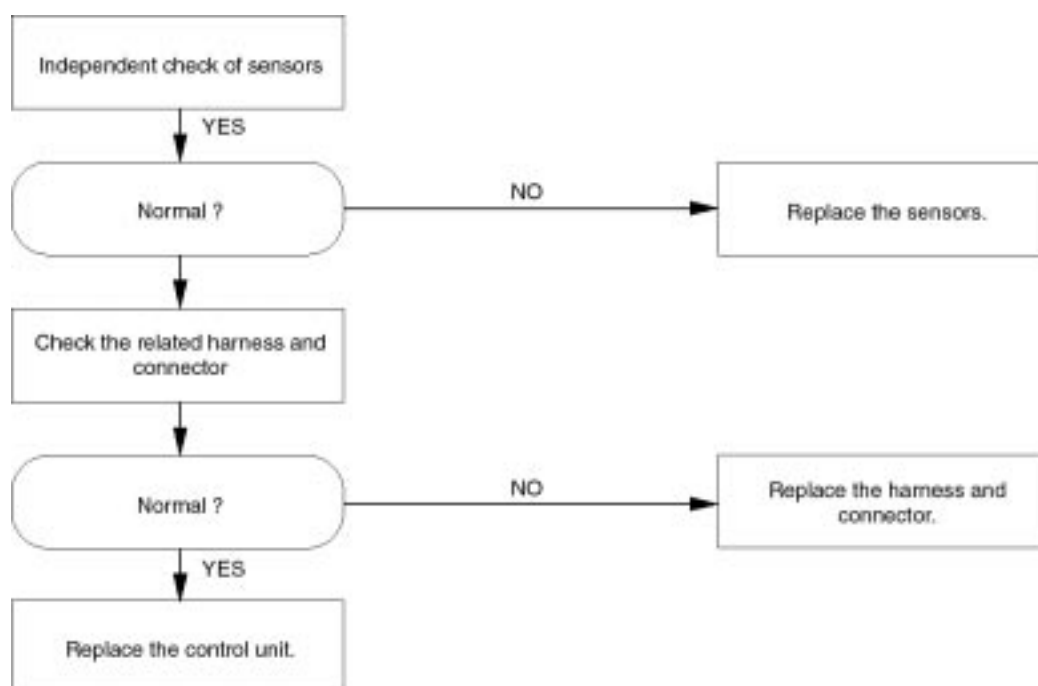 Independent check of sensors
YES
Normal ?
NO
Replace the sensors.
Check the related harness and
connector
Normal ?
NO
Replace the harness and
connector.
YES
Replace the control unit.